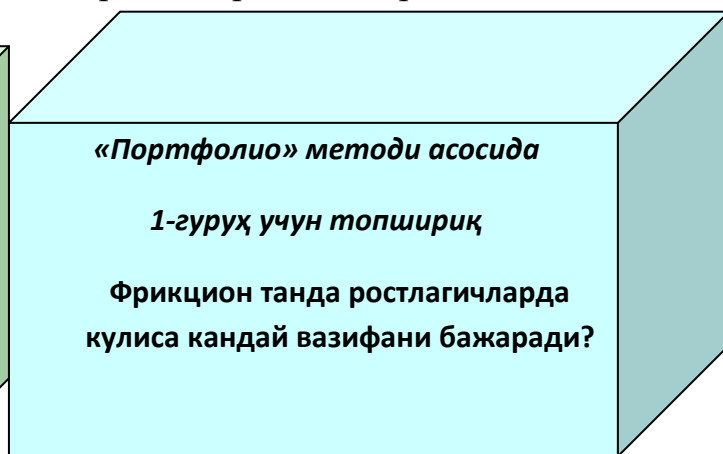 «Портфолио» методи асосида
1-гуруҳ учун топшириқ
Фрикцион танда ростлагичларда
кулиса кандай вазифани бажаради?